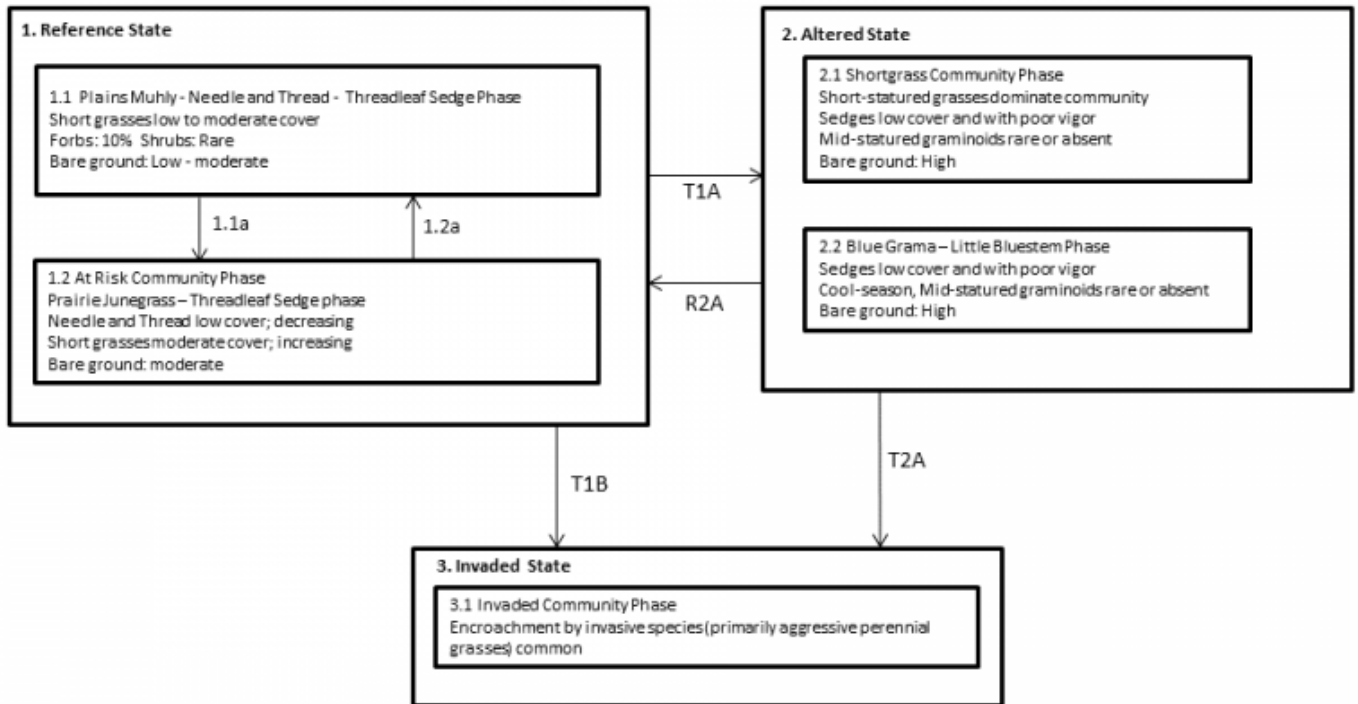 1. Reference State
1.1 Plains Muhly - Needle and Thread - Threadleaf Sedge Phase
Short grasses low to moderate cover
Forbs: 10% Shrubs: Rare
Bare ground: Low - moderate
1.1a
1.2a
1.2 At Risk Community Phase
Prairie Junegrass – Threadleaf Sedge phase
Needle and Thread low cover; decreasing
Short grasses moderate cover; increasing
Bare ground: moderate
T1A
R2A
2. Altered State
2.1 Shortgrass Community Phase
Short-statured grasses dominate community
Sedges low cover and with poor vigor
Mid-statured graminoids rare or absent
Bare ground: High
2.2 Blue Grama – Little Bluestem Phase
Sedges low cover and with poor vigor
Cool-season, Mid-statured graminoids rare or absent
Bare ground: High
T1B
T2A
3. Invaded State
3.1 Invaded Community Phase
Encroachment by invasive species (primarily aggressive perennial
grasses) common